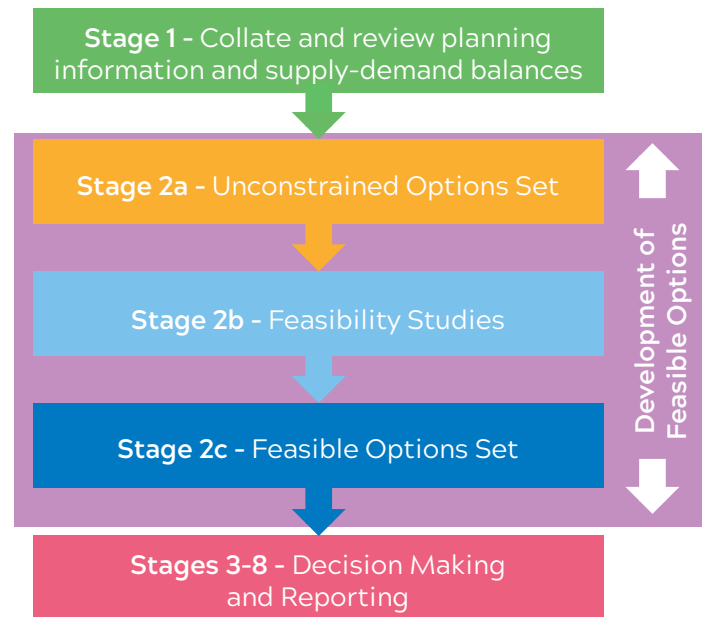 Stage 1 - Collate and review planning
information and supply-demand balances
Stage 2a - Unconstrained Options Set
Stage 2b - Feasibility Studies
Stage 2c - Feasible Options Set
Development of
Feasible Options
Stages 3-8 - Decision Making
and Reporting